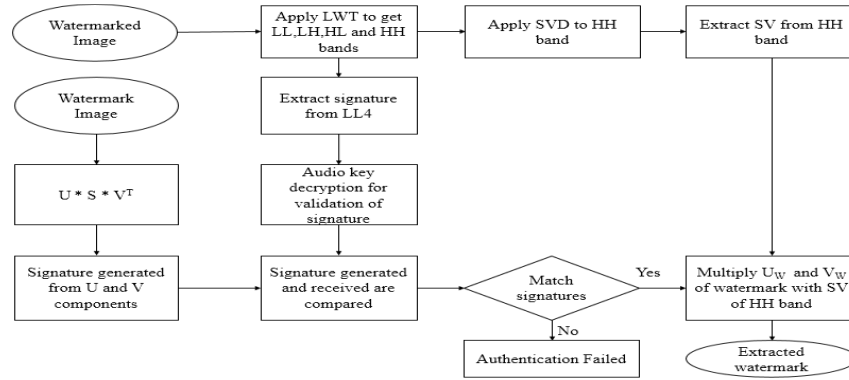 Watermarked
Image
Apply LWT to get
LL,LH,HL and HH
bands
Apply SVD to HH
band
Extract SV from HH
band
Watermark
Image
Extract signature
from LL4
U * S * Vᵀ
Audio key
decryption for
validation of
signature
Signature generated
from U and V
components
Signature generated
and received are
compared
Match
signatures
Yes
Multiply U_W and V_W
of watermark with SV
of HH band
No
Authentication Failed
Extracted
watermark